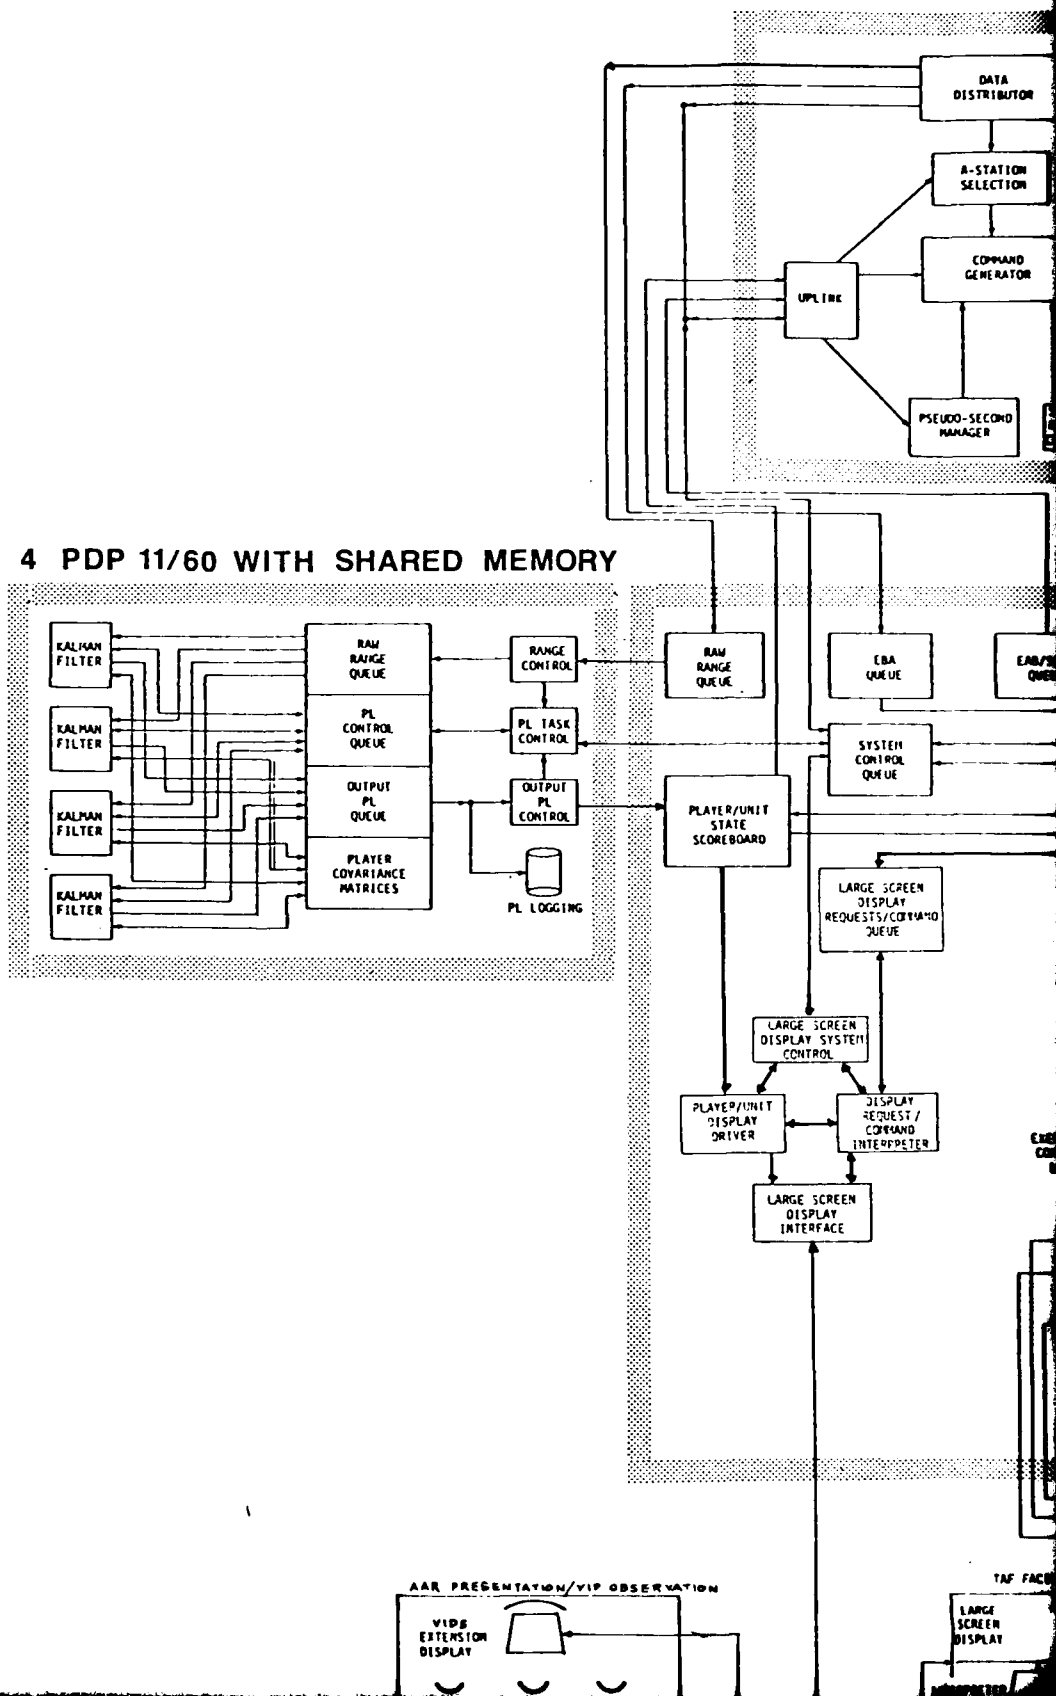 DATA
DISTRIBUTOR
A-STATION
SELECTION
COMMAND
GENERATOR
UPLINK
PSEUDO-SECOND
MANAGER
4 PDP 11/60 WITH SHARED MEMORY
KALMAN
FILTER
KALMAN
FILTER
KALMAN
FILTER
KALMAN
FILTER
RAW
RANGE
QUEUE
PL
CONTROL
QUEUE
OUTPUT
PL
QUEUE
PLAYER
COVARIANCE
MATRICES
RANGE
CONTROL
PL TASK
CONTROL
OUTPUT
PL
CONTROL
PL LOGGING
RAW
RANGE
QUEUE
EBA
QUEUE
SYSTEM
CONTROL
QUEUE
PLAYER/UNIT
STATE
SCOREBOARD
LARGE SCREEN
DISPLAY
REQUESTS/COMMAND
QUEUE
LARGE SCREEN
DISPLAY SYSTEM
CONTROL
PLAYER/UNIT
DISPLAY
DRIVER
DISPLAY
REQUEST/
COMMAND
INTERPRETER
LARGE SCREEN
DISPLAY
INTERFACE
AAR PRESENTATION/VIP OBSERVATION
VIDS
EXTENSION
DISPLAY
TAF
LARGE
SCREEN
DISPLAY